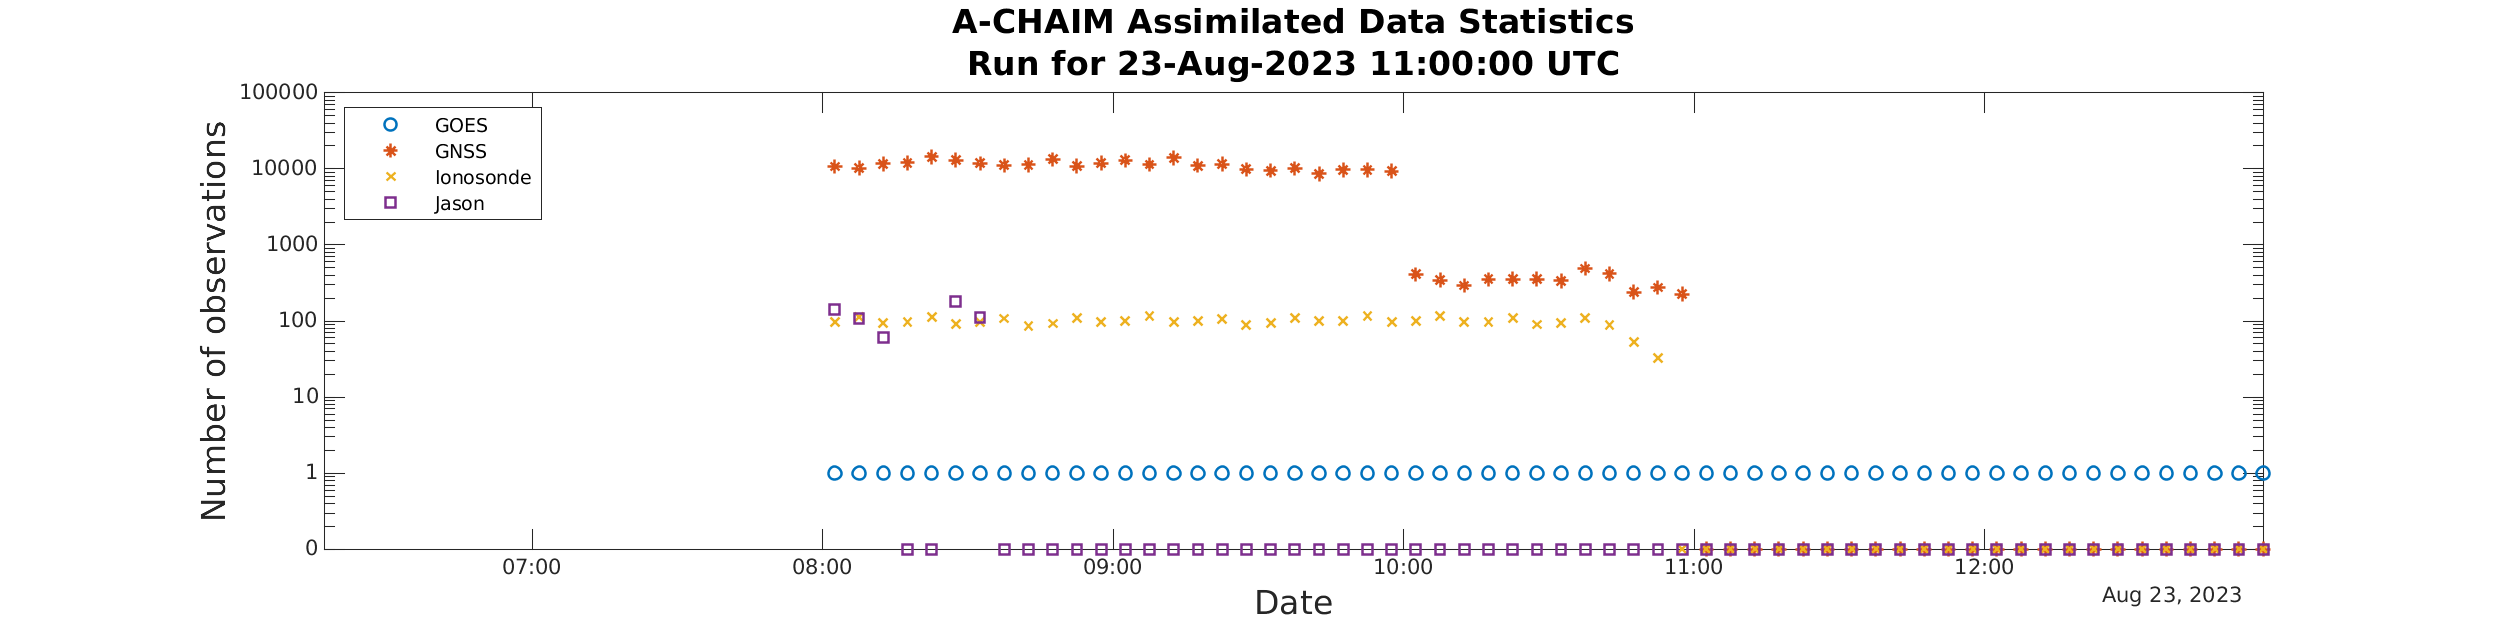 A-CHAIM Assimilated Data Statistics
Run for 23-Aug-2023 11:00:00 UTC
Number of observations
100000
10000
1000
100
10
1
0
GOES
GNSS
Ionosonde
Jason
07:00
08:00
09:00
10:00
11:00
12:00
Date
Aug 23, 2023